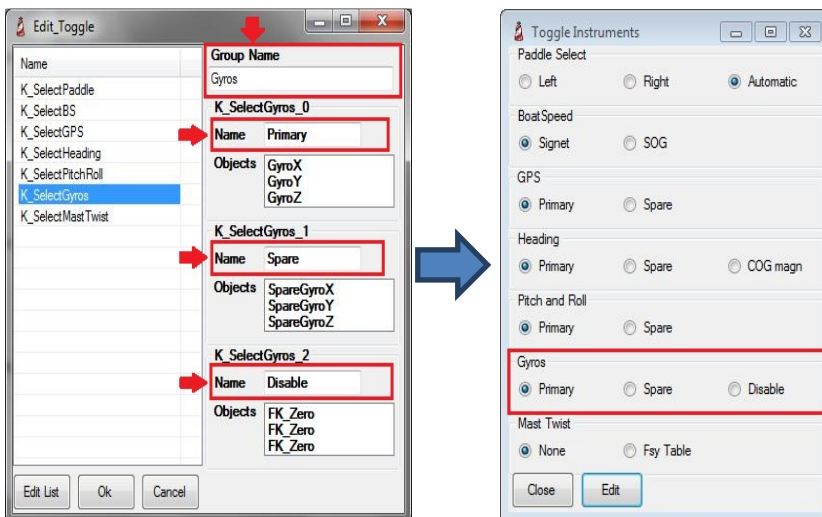 Edit_Toggle
Name
K_SelectPaddle
K_SelectBS
K_SelectGPS
K_SelectHeading
K_SelectPitchRoll
K_SelectGyros
K_SelectMastTwist
Group Name
Gyros
K_SelectGyros_0
Name Primary
Objects GyroX
GyroY
GyroZ
K_SelectGyros_1
Name Spare
Objects SpareGyroX
SpareGyroY
SpareGyroZ
K_SelectGyros_2
Name Disable
Objects FK_Zero
FK_Zero
FK_Zero
Edit List Ok Cancel
Toggle Instruments
Paddle Select
Left Right Automatic
BoatSpeed
Signet SOG
GPS
Primary Spare
Heading
Primary Spare COG magn
Pitch and Roll
Primary Spare
Gyros
Primary Spare Disable
Mast Twist
None Fsy Table
Close Edit